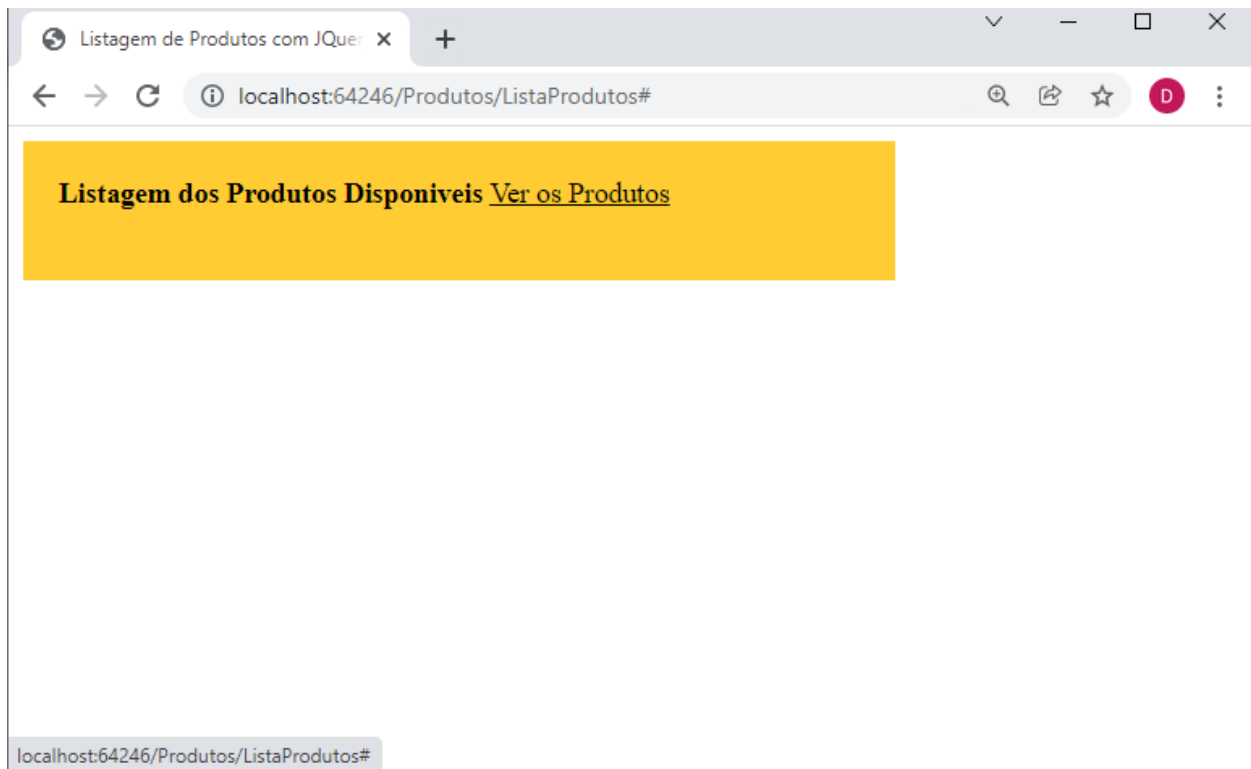 Listagem de Produtos com JQuer
localhost:64246/Produtos/ListaProdutos#
D
Listagem dos Produtos Disponiveis Ver os Produtos
localhost:64246/Produtos/ListaProdutos#